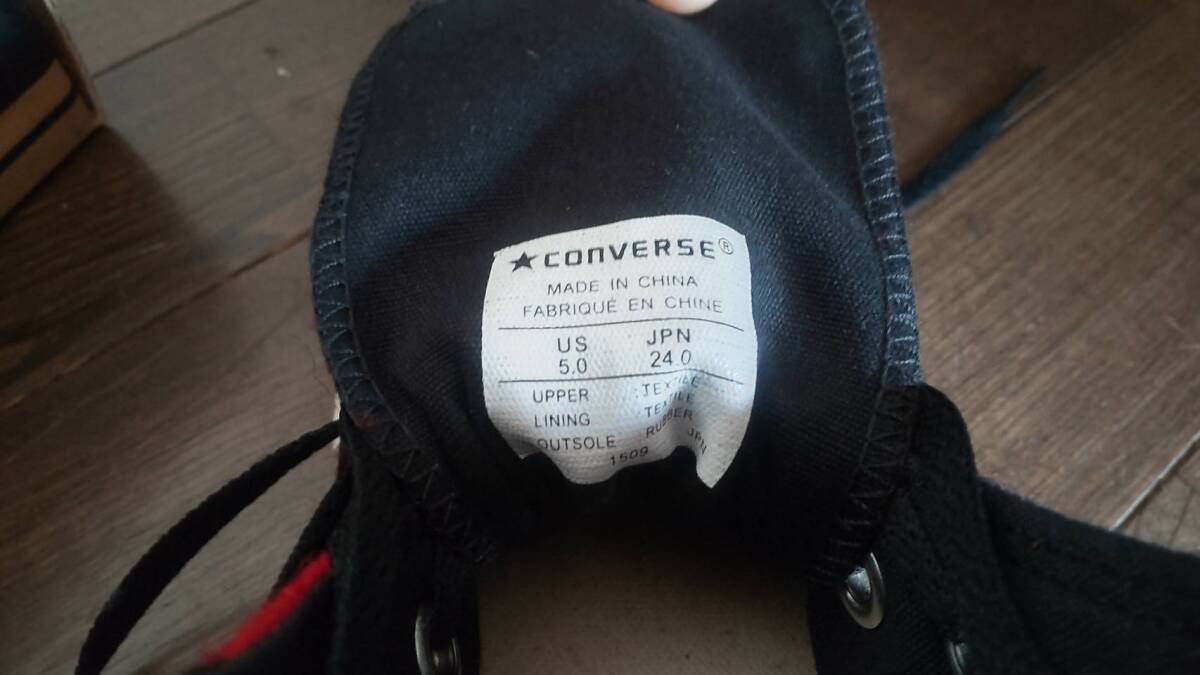 ★CONVERSE®
MADE IN CHINA
FABRIQUÉ EN CHINE
US JPN
5.0 24.0
UPPER :TEXTILE
LINING :TEXTILE
OUTSOLE RUBBER
1509 JPN